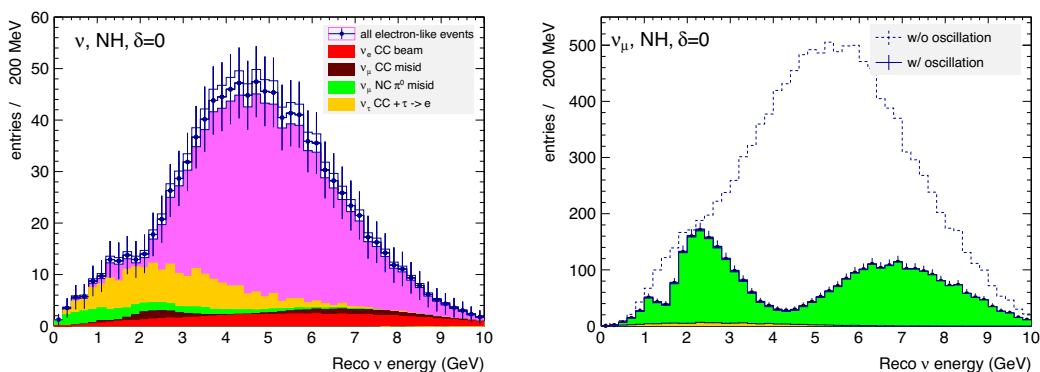 ν, NH, δ=0
all electron-like events
νe CC beam
νμ CC misid
νμ NC π⁰ misid
ντ CC + τ -> e
entries / 200 MeV
60
50
40
30
20
10
0
0 1 2 3 4 5 6 7 8 9 10
Reco ν energy (GeV)
νμ, NH, δ=0
w/o oscillation
w/ oscillation
entries / 200 MeV
500
400
300
200
100
0
0 1 2 3 4 5 6 7 8 9 10
Reco ν energy (GeV)